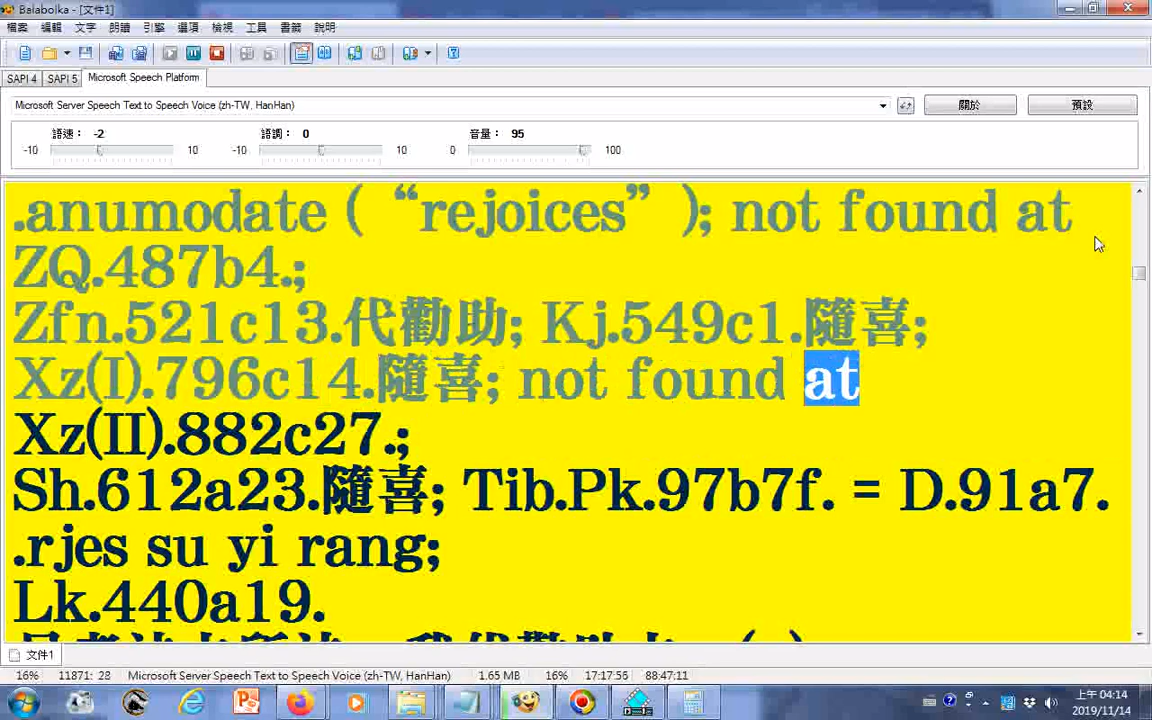 Balabolka - [文件1]
檔案 編輯 文字 朗讀 引擎 選項 檢視 工具 書籤 說明
SAPI 4 SAPI 5 Microsoft Speech Platform
Microsoft Server Speech Text to Speech Voice (zh-TW, HanHan) 關於 預設
語速： -2 語調： 0 音量： 95
-10 10 -10 10 0 100
.anumodate (“rejoices”); not found at
ZQ.487b4.;
Zfn.521c13.代勸助; Kj.549c1.隨喜;
Xz(I).796c14.隨喜; not found at
Xz(II).882c27.;
Sh.612a23.隨喜; Tib.Pk.97b7f. = D.91a7.
.rjes su yi rang;
Lk.440a19.
文件1
16% 11871: 23 Microsoft Server Speech Text to Speech Voice (zh-TW, HanHan) 1.65 MB 16% 17:17:56 88:47:11
上午 04:14
2019/11/14